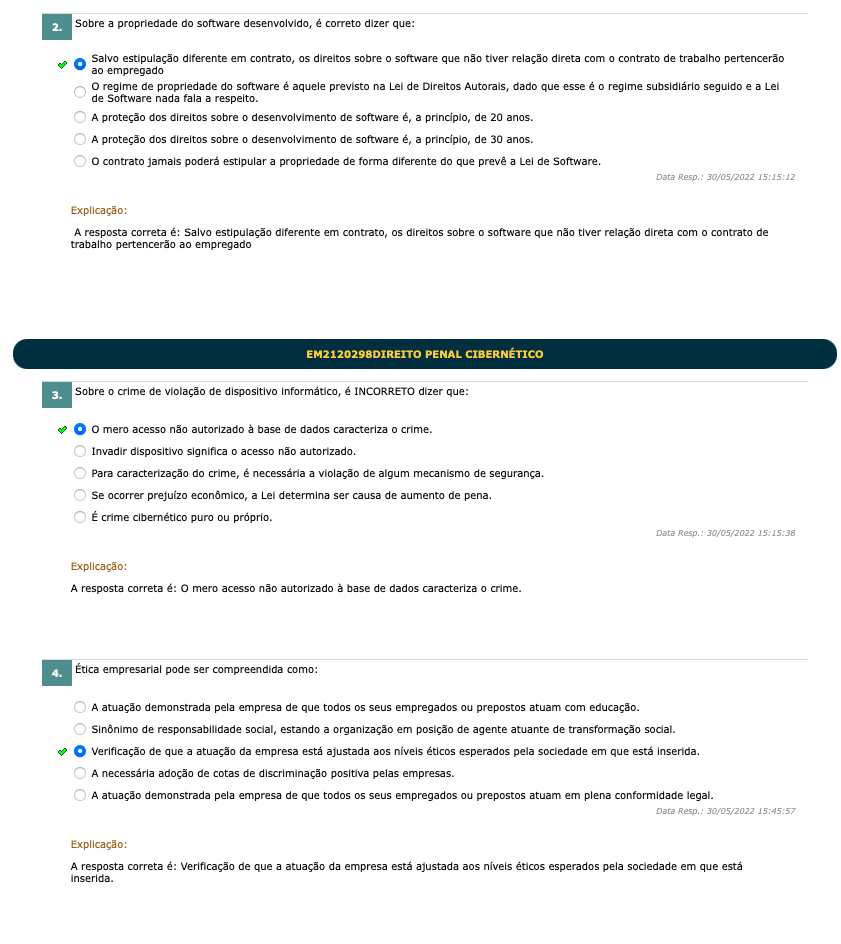 2.
Sobre a propriedade do software desenvolvido, é correto dizer que:
Salvo estipulação diferente em contrato, os direitos sobre o software que não tiver relação direta com o contrato de trabalho pertencerão
ao empregado
O regime de propriedade do software é aquele previsto na Lei de Direitos Autorais, dado que esse é o regime subsidiário seguido e a Lei
de Software nada fala a respeito.
A proteção dos direitos sobre o desenvolvimento de software é, a princípio, de 20 anos.
A proteção dos direitos sobre o desenvolvimento de software é, a princípio, de 30 anos.
O contrato jamais poderá estipular a propriedade de forma diferente do que prevê a Lei de Software.
Data Resp.: 30/05/2022 15:15:12
Explicação:
A resposta correta é: Salvo estipulação diferente em contrato, os direitos sobre o software que não tiver relação direta com o contrato de
trabalho pertencerão ao empregado
EM2120298DIREITO PENAL CIBERNÉTICO
3.
Sobre o crime de violação de dispositivo informático, é INCORRETO dizer que:
O mero acesso não autorizado à base de dados caracteriza o crime.
Invadir dispositivo significa o acesso não autorizado.
Para caracterização do crime, é necessária a violação de algum mecanismo de segurança.
Se ocorrer prejuízo econômico, a Lei determina ser causa de aumento de pena.
É crime cibernético puro ou próprio.
Data Resp.: 30/05/2022 15:15:38
Explicação:
A resposta correta é: O mero acesso não autorizado à base de dados caracteriza o crime.
4.
Ética empresarial pode ser compreendida como:
A atuação demonstrada pela empresa de que todos os seus empregados ou prepostos atuam com educação.
Sinônimo de responsabilidade social, estando a organização em posição de agente atuante de transformação social.
Verificação de que a atuação da empresa está ajustada aos níveis éticos esperados pela sociedade em que está inserida.
A necessária adoção de cotas de discriminação positiva pelas empresas.
A atuação demonstrada pela empresa de que todos os seus empregados ou prepostos atuam em plena conformidade legal.
Data Resp.: 30/05/2022 15:45:57
Explicação:
A resposta correta é: Verificação de que a atuação da empresa está ajustada aos níveis éticos esperados pela sociedade em que está
inserida.